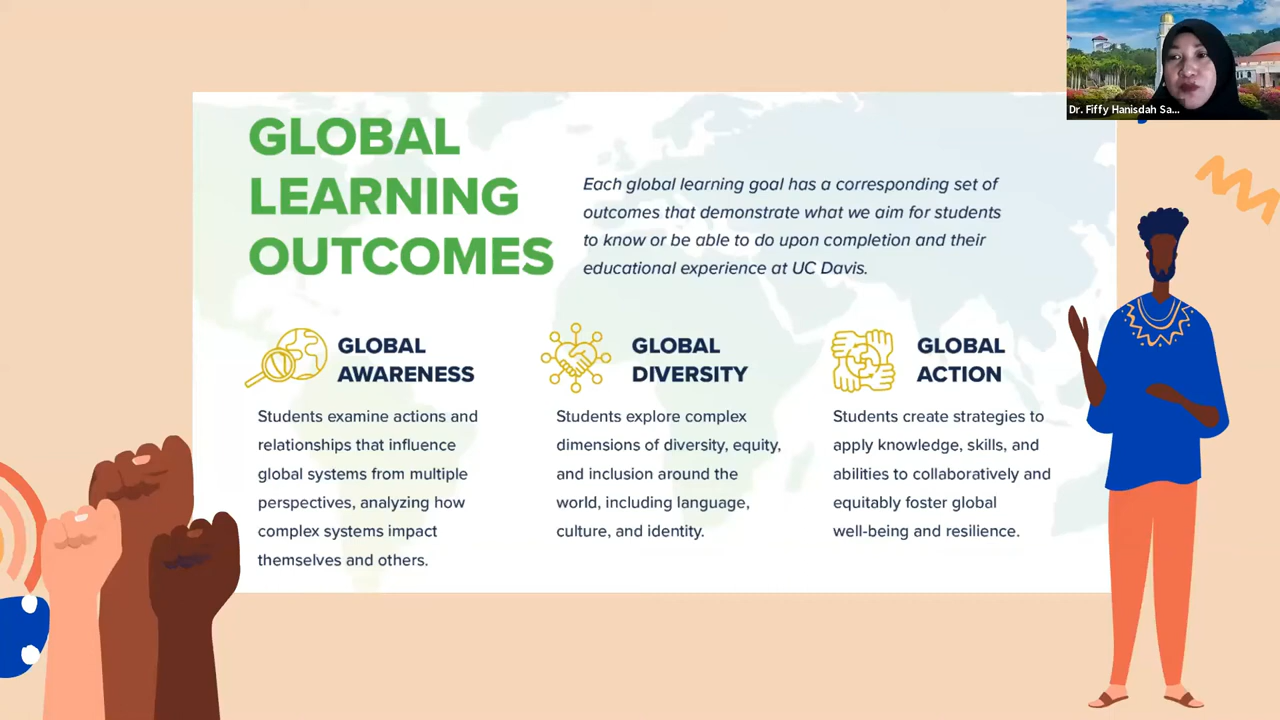 GLOBAL
LEARNING
OUTCOMES
Each global learning goal has a corresponding set of
outcomes that demonstrate what we aim for students
to know or be able to do upon completion and their
educational experience at UC Davis.
GLOBAL
AWARENESS
Students examine actions and
relationships that influence
global systems from multiple
perspectives, analyzing how
complex systems impact
themselves and others.
GLOBAL
DIVERSITY
Students explore complex
dimensions of diversity, equity,
and inclusion around the
world, including language,
culture, and identity.
GLOBAL
ACTION
Students create strategies to
apply knowledge, skills, and
abilities to collaboratively and
equitably foster global
well-being and resilience.
Dr. Fiffy Hanisdah Sa...